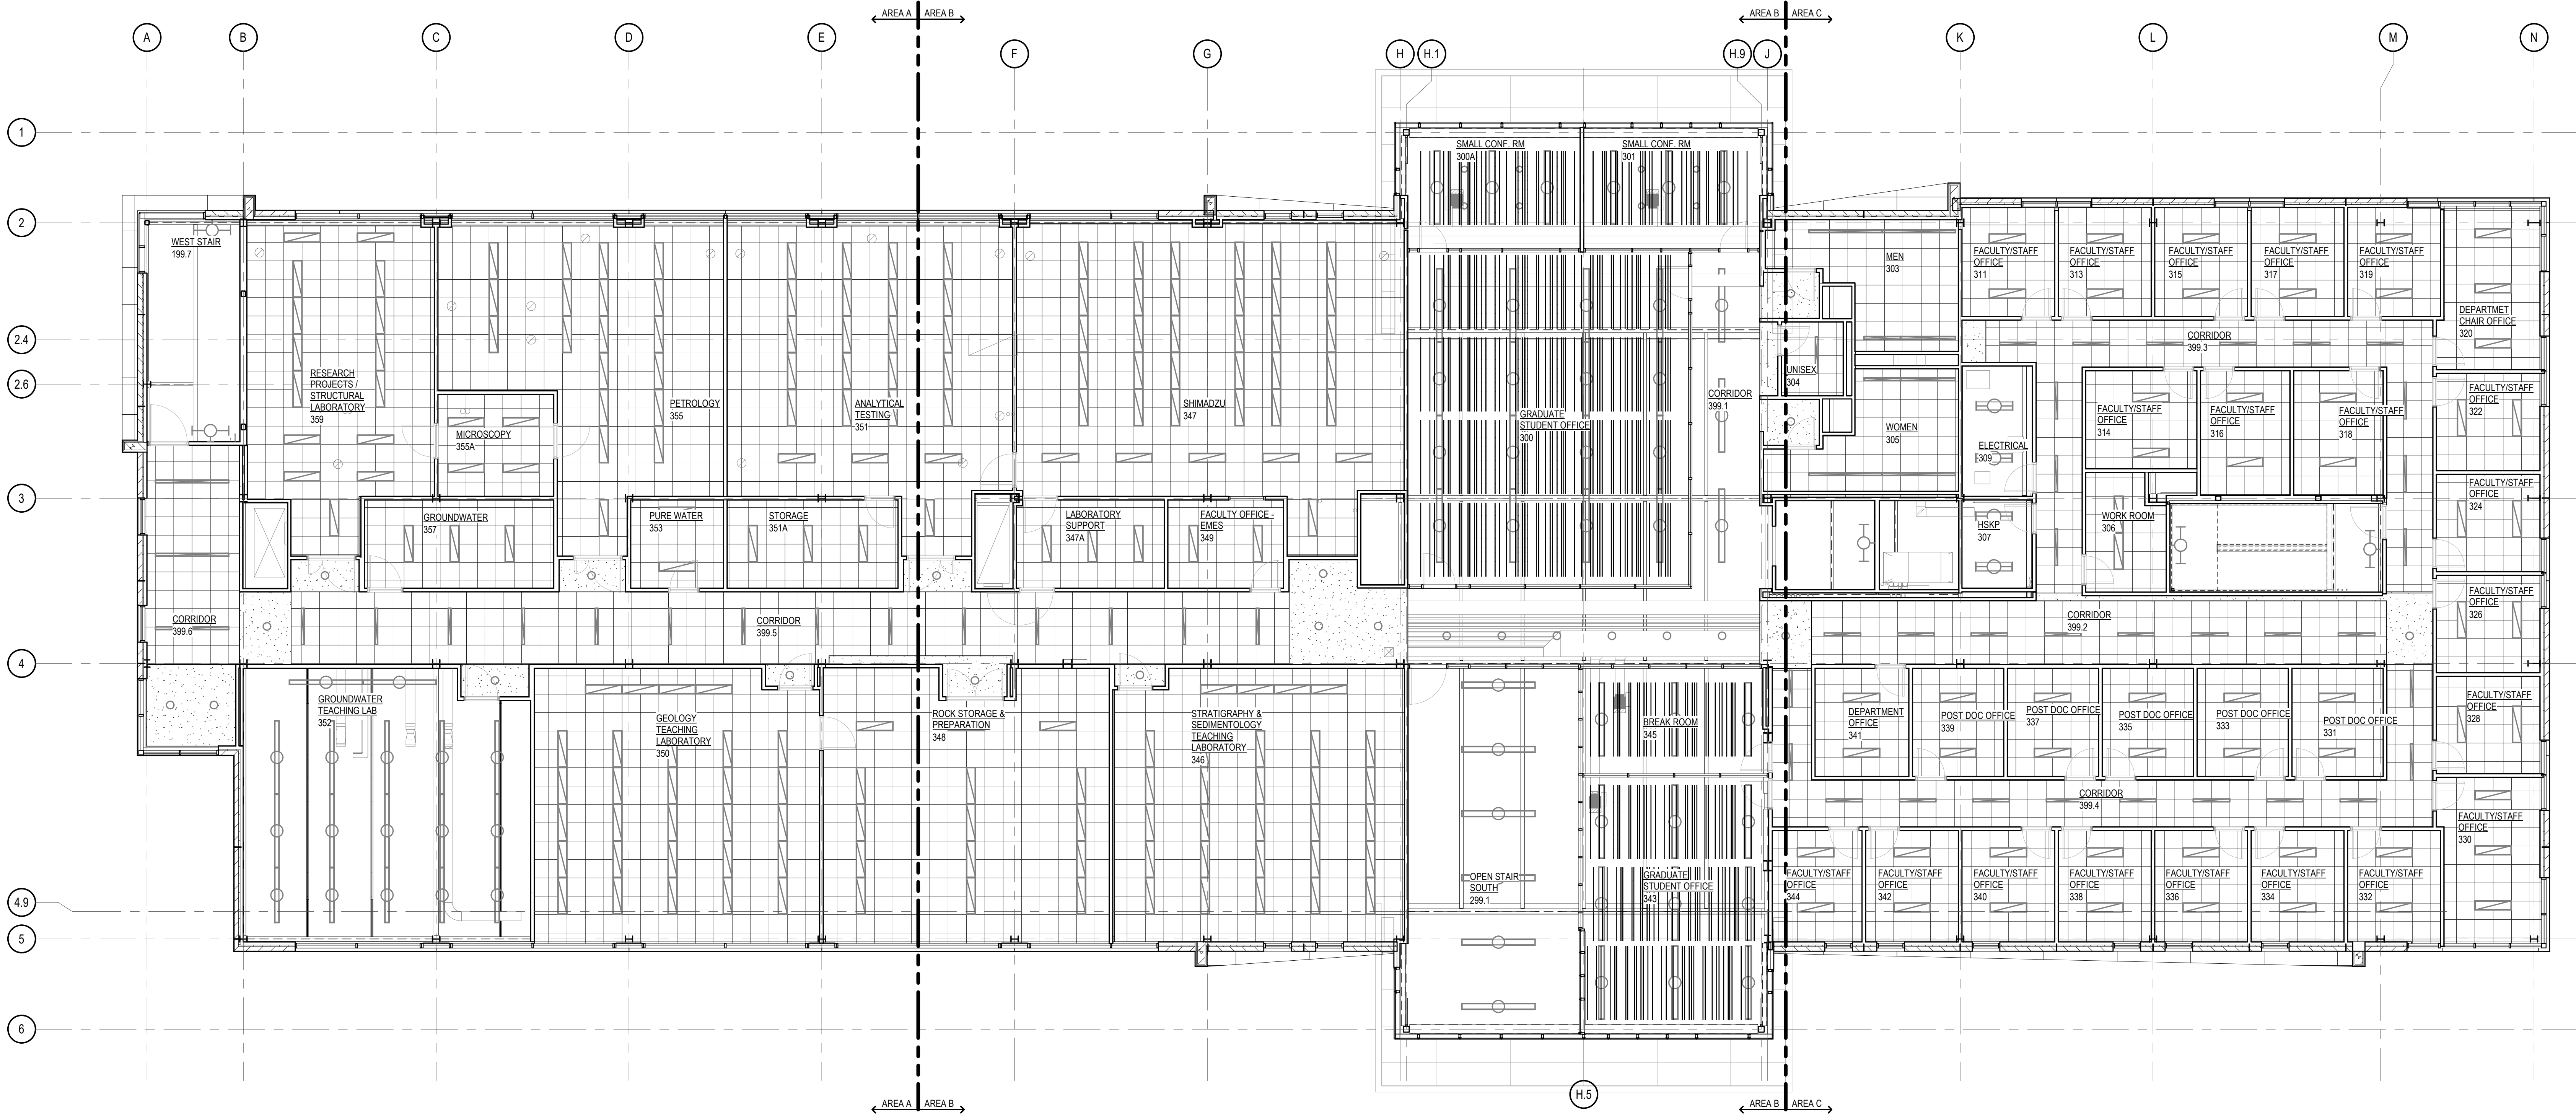 AREA A
AREA B
AREA B
AREA C
A
B
C
D
E
F
G
H
H.1
H.9
J
K
L
M
N
1
2
2.4
2.6
3
4
4.9
5
6
WEST STAIR
199.7
RESEARCH
PROJECTS /
STRUCTURAL
LABORATORY
359
MICROSCOPY
355A
PETROLOGY
355
ANALYTICAL
TESTING
351
SHIMADZU
347
GROUNDWATER
357
PURE WATER
353
STORAGE
351A
LABORATORY
SUPPORT
347A
FACULTY OFFICE -
EMES
349
CORRIDOR
399.6
CORRIDOR
399.5
GROUNDWATER
TEACHING LAB
352
GEOLOGY
TEACHING
LABORATORY
350
ROCK STORAGE &
PREPARATION
348
STRATIGRAPHY &
SEDIMENTOLOGY
TEACHING
LABORATORY
346
SMALL CONF. RM
300A
SMALL CONF. RM
301
GRADUATE
STUDENT OFFICE
300
CORRIDOR
399.1
OPEN STAIR
SOUTH
299.1
BREAK ROOM
345
GRADUATE
STUDENT OFFICE
343
MEN
303
UNISEX
304
WOMEN
305
ELECTRICAL
309
HSKP
307
FACULTY/STAFF
OFFICE
311
FACULTY/STAFF
OFFICE
313
FACULTY/STAFF
OFFICE
315
FACULTY/STAFF
OFFICE
317
FACULTY/STAFF
OFFICE
319
DEPARTMET
CHAIR OFFICE
320
CORRIDOR
399.3
FACULTY/STAFF
OFFICE
314
FACULTY/STAFF
OFFICE
316
FACULTY/STAFF
OFFICE
318
FACULTY/STAFF
OFFICE
322
FACULTY/STAFF
OFFICE
324
WORK ROOM
306
FACULTY/STAFF
OFFICE
326
CORRIDOR
399.2
DEPARTMENT
OFFICE
341
POST DOC OFFICE
339
POST DOC OFFICE
337
POST DOC OFFICE
335
POST DOC OFFICE
333
POST DOC OFFICE
331
FACULTY/STAFF
OFFICE
328
CORRIDOR
399.4
FACULTY/STAFF
OFFICE
330
FACULTY/STAFF
OFFICE
344
FACULTY/STAFF
OFFICE
342
FACULTY/STAFF
OFFICE
340
FACULTY/STAFF
OFFICE
338
FACULTY/STAFF
OFFICE
336
FACULTY/STAFF
OFFICE
334
FACULTY/STAFF
OFFICE
332
H.5
AREA A
AREA B
AREA B
AREA C